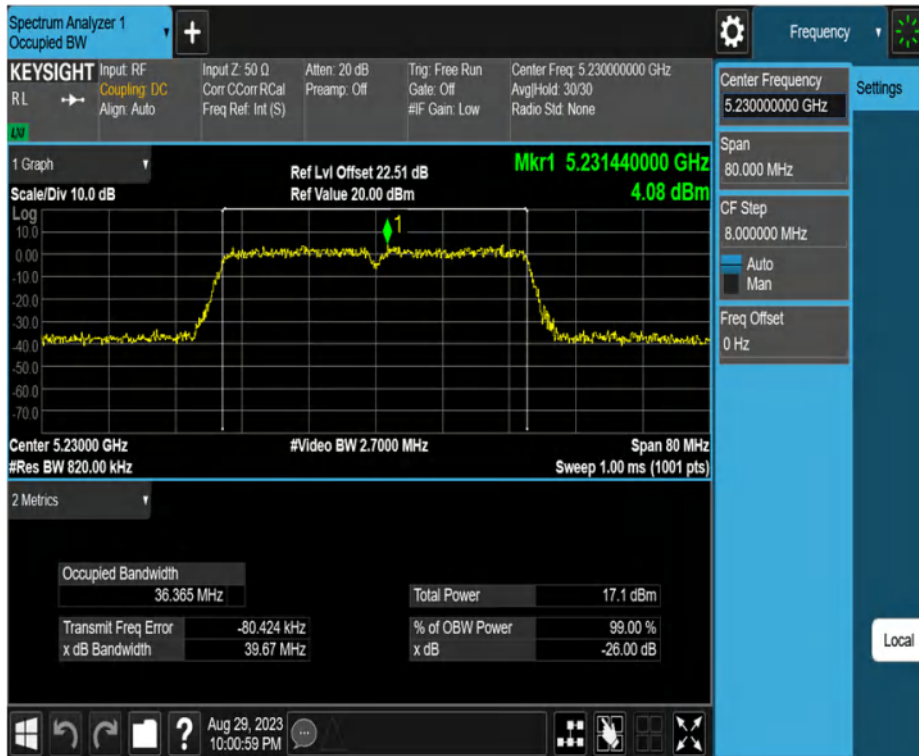 Spectrum Analyzer 1
Occupied BW
Frequency
KEYSIGHT
RL
LXI
Input: RF
Coupling: DC
Align: Auto
Input Z: 50 Ω
Corr CCorr RCal
Freq Ref: Int (S)
Atten: 20 dB
Preamp: Off
Trig: Free Run
Gate: Off
#IF Gain: Low
Center Freq: 5.230000000 GHz
Avg|Hold: 30/30
Radio Std: None
Center Frequency
5.230000000 GHz
Settings
Span
80.000 MHz
CF Step
8.000000 MHz
Auto
Man
Freq Offset
0 Hz
Local
1 Graph
Scale/Div 10.0 dB
Ref Lvl Offset 22.51 dB
Ref Value 20.00 dBm
Mkr1 5.231440000 GHz
4.08 dBm
Log
1
10.0
0.00
-10.0
-20.0
-30.0
-40.0
-50.0
-60.0
-70.0
Center 5.23000 GHz
#Res BW 820.00 kHz
#Video BW 2.7000 MHz
Span 80 MHz
Sweep 1.00 ms (1001 pts)
2 Metrics
Occupied Bandwidth
36.365 MHz
Total Power 17.1 dBm
Transmit Freq Error -80.424 kHz
% of OBW Power 99.00 %
x dB Bandwidth 39.67 MHz
x dB -26.00 dB
Aug 29, 2023
10:00:59 PM